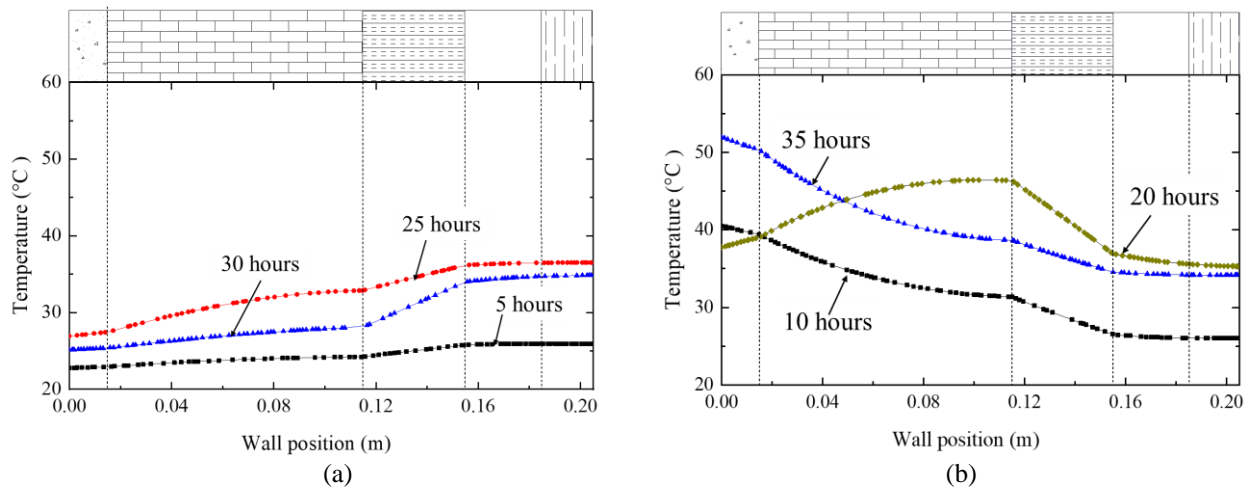 60
50
40
30
20
Temperature (°C )
25 hours
30 hours
5 hours
0.00 0.04 0.08 0.12 0.16 0.20
Wall position (m)
(a)
60
50
40
30
20
Temperature (°C )
35 hours
20 hours
10 hours
0.00 0.04 0.08 0.12 0.16 0.20
Wall position (m)
(b)